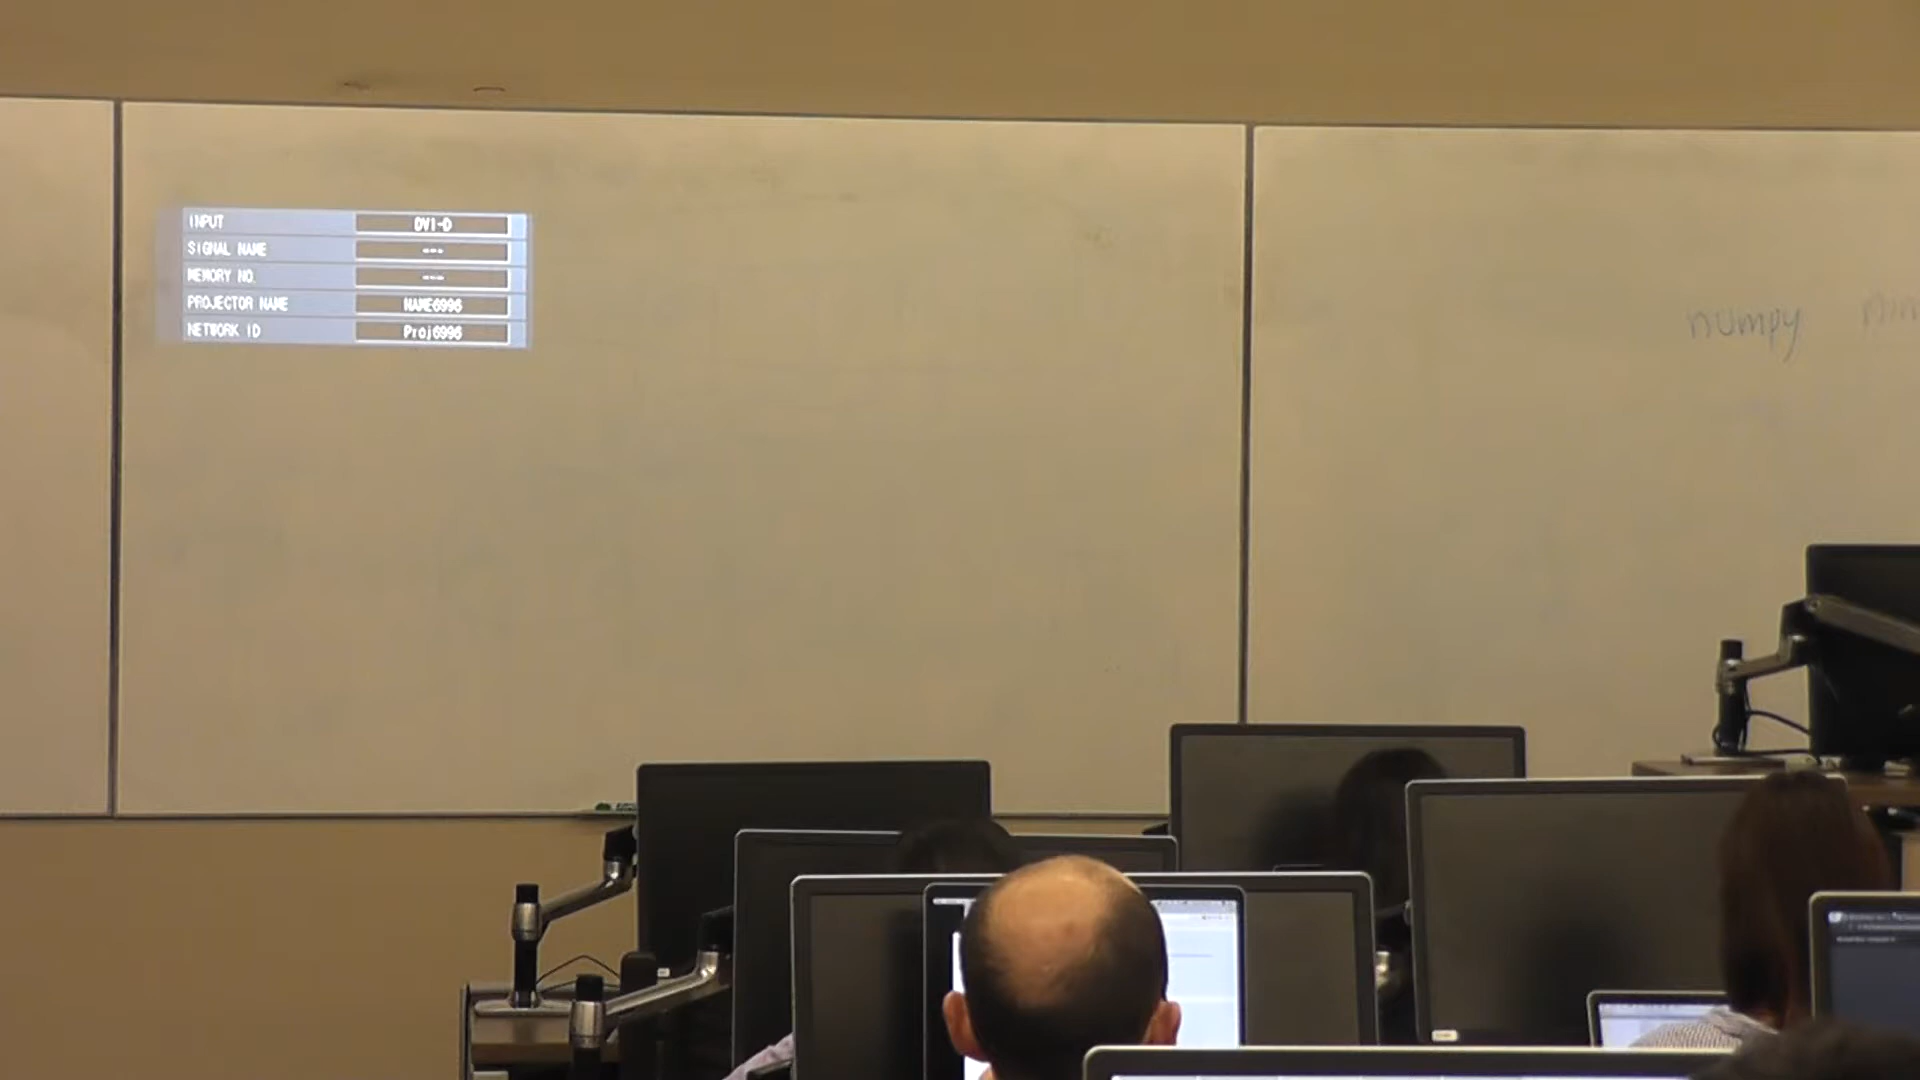 INPUT DVI-D
SIGNAL NAME ---
MEMORY NO. ---
PROJECTOR NAME NAME6996
NETWORK ID Proj6996
numpy